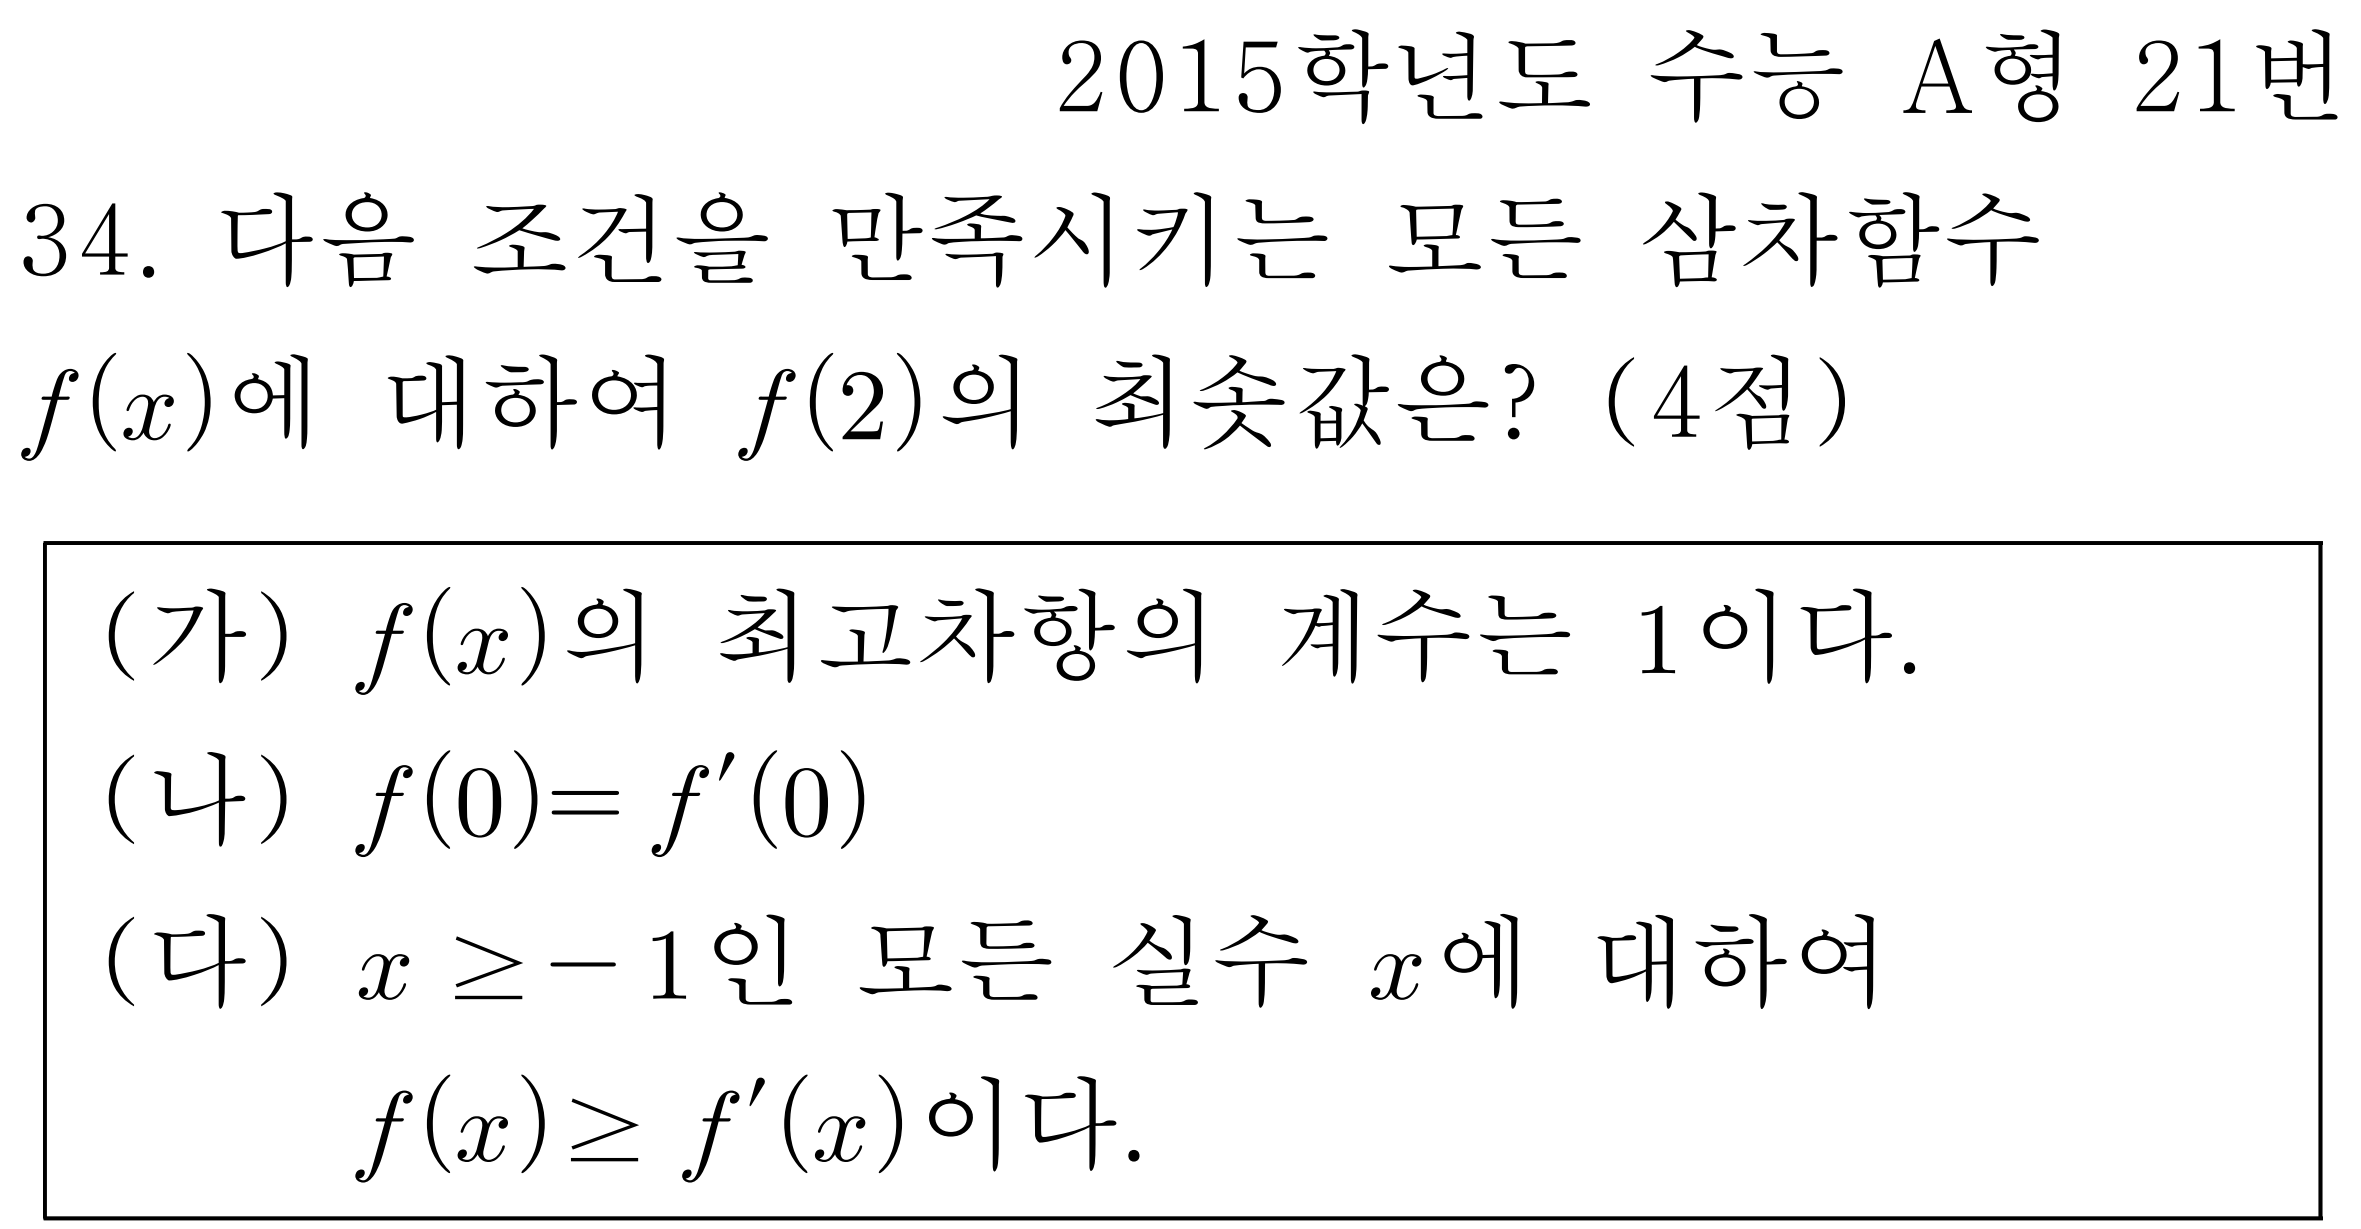 2015학년도 수능 A형 21번
34. 다음 조건을 만족시키는 모든 삼차함수
f(x)에 대하여 f(2)의 최솟값은? (4점)
(가) f(x)의 최고차항의 계수는 1이다.
(나) f(0)= f′(0)
(다) x ≥ -1인 모든 실수 x에 대하여
f(x)≥ f′(x)이다.